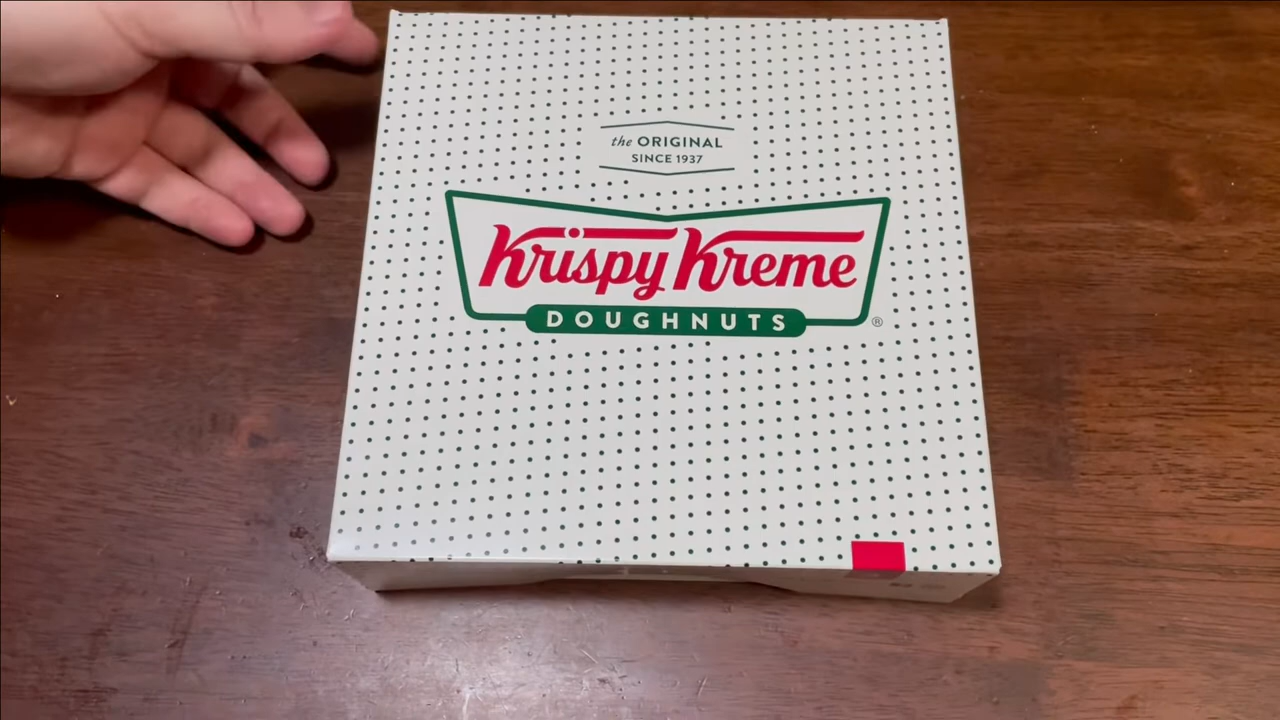 the ORIGINAL
SINCE 1937
Krispy Kreme
DOUGHNUTS
®